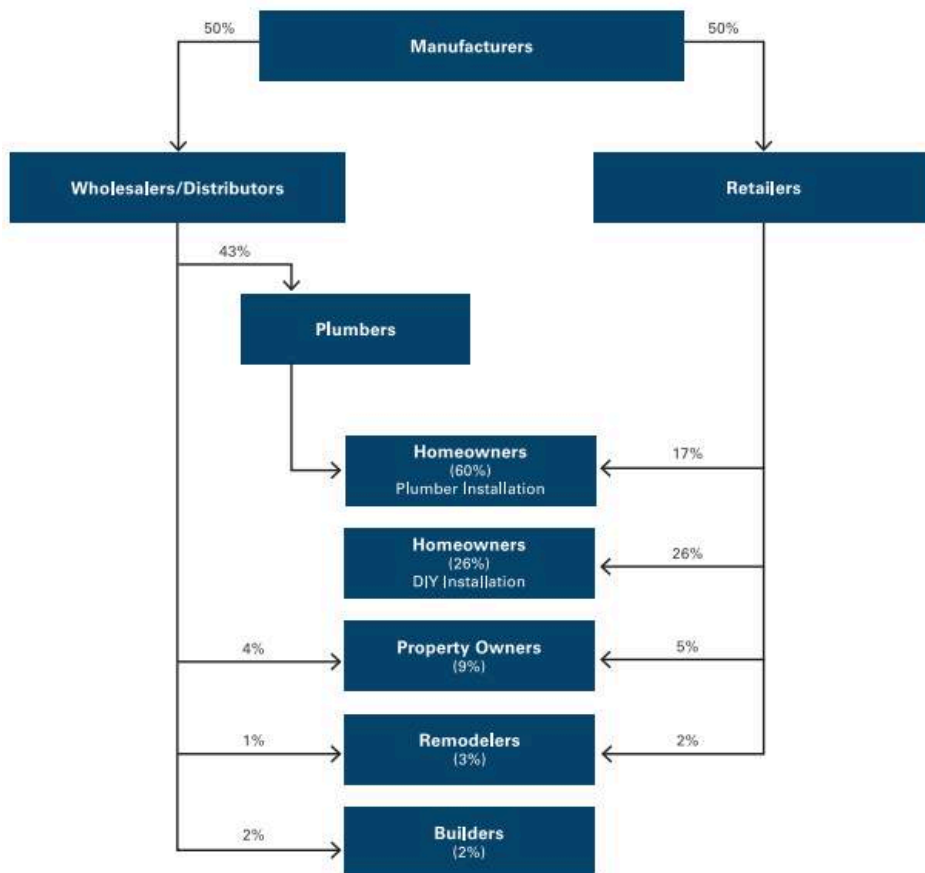 50%
Manufacturers
50%
Wholesalers/Distributors
Retailers
43%
Plumbers
Homeowners
(60%)
Plumber Installation
17%
Homeowners
(26%)
DIY Installation
26%
4%
Property Owners
(9%)
5%
1%
Remodelers
(3%)
2%
2%
Builders
(2%)